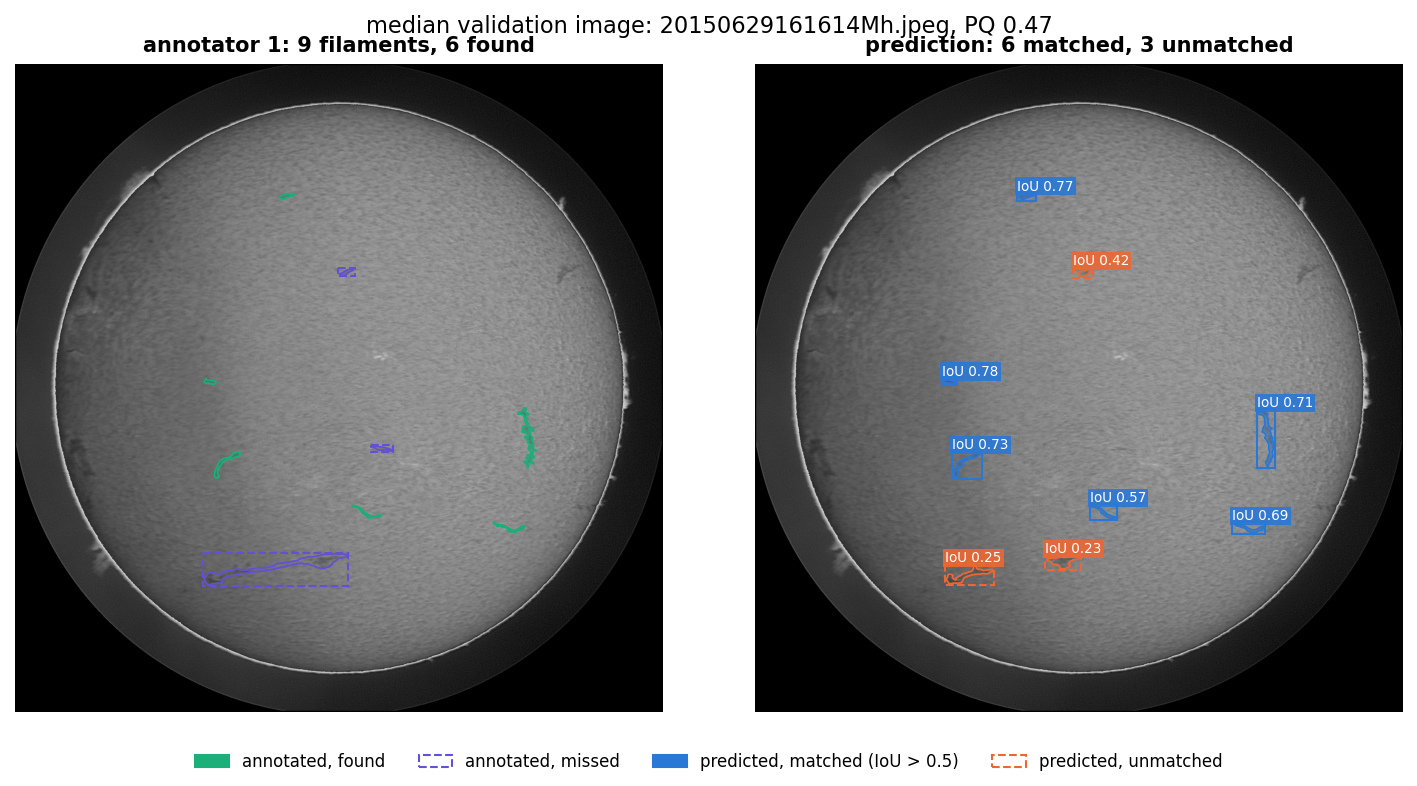 median validation image: 20150629161614Mh.jpeg, PQ 0.47
annotator 1: 9 filaments, 6 found
prediction: 6 matched, 3 unmatched
IoU 0.77
IoU 0.42
IoU 0.78
IoU 0.71
IoU 0.73
IoU 0.57
IoU 0.69
IoU 0.23
IoU 0.25
annotated, found
annotated, missed
predicted, matched (IoU > 0.5)
predicted, unmatched